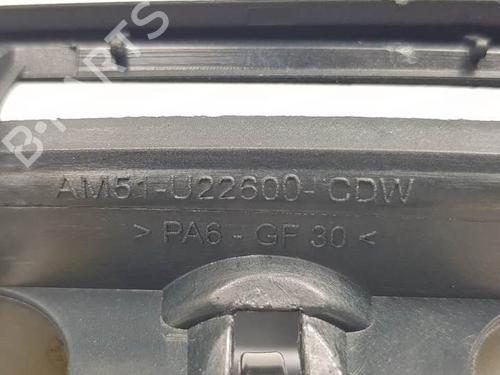 B-PARTS
AM51-U22600-CDW
> PA6 - GF 30 <